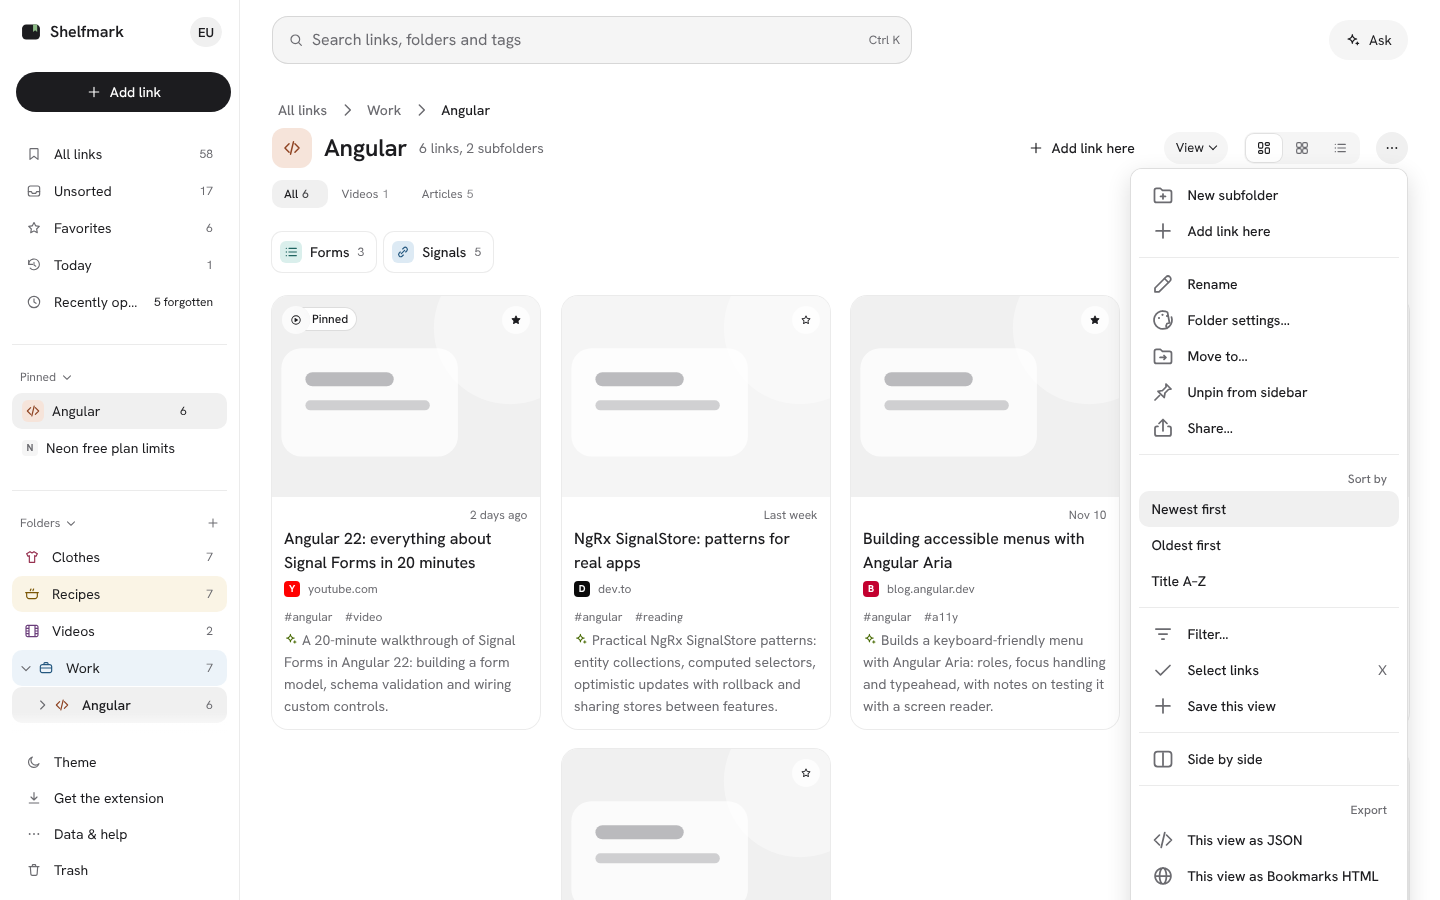 Shelfmark
EU
Add link
All links 58
Unsorted 17
Favorites 6
Today 1
Recently op... 5 forgotten
Pinned
Angular 6
N Neon free plan limits
Folders
Clothes 7
Recipes 7
Videos 2
Work 7
Angular 6
Theme
Get the extension
Data & help
Trash
Search links, folders and tags Ctrl K
Ask
All links Work Angular
Angular 6 links, 2 subfolders
Add link here
View
All 6 Videos 1 Articles 5
Forms 3 Signals 5
Pinned
2 days ago
Angular 22: everything about
Signal Forms in 20 minutes
Y youtube.com
#angular #video
A 20-minute walkthrough of Signal
Forms in Angular 22: building a form
model, schema validation and wiring
custom controls.
Last week
NgRx SignalStore: patterns for
real apps
D dev.to
#angular #reading
Practical NgRx SignalStore patterns:
entity collections, computed selectors,
optimistic updates with rollback and
sharing stores between features.
Nov 10
Building accessible menus with
Angular Aria
B blog.angular.dev
#angular #a11y
Builds a keyboard-friendly menu
with Angular Aria: roles, focus handling
and typeahead, with notes on testing it
with a screen reader.
New subfolder
Add link here
Rename
Folder settings...
Move to...
Unpin from sidebar
Share...
Sort by
Newest first
Oldest first
Title A–Z
Filter...
Select links X
Save this view
Side by side
Export
This view as JSON
This view as Bookmarks HTML